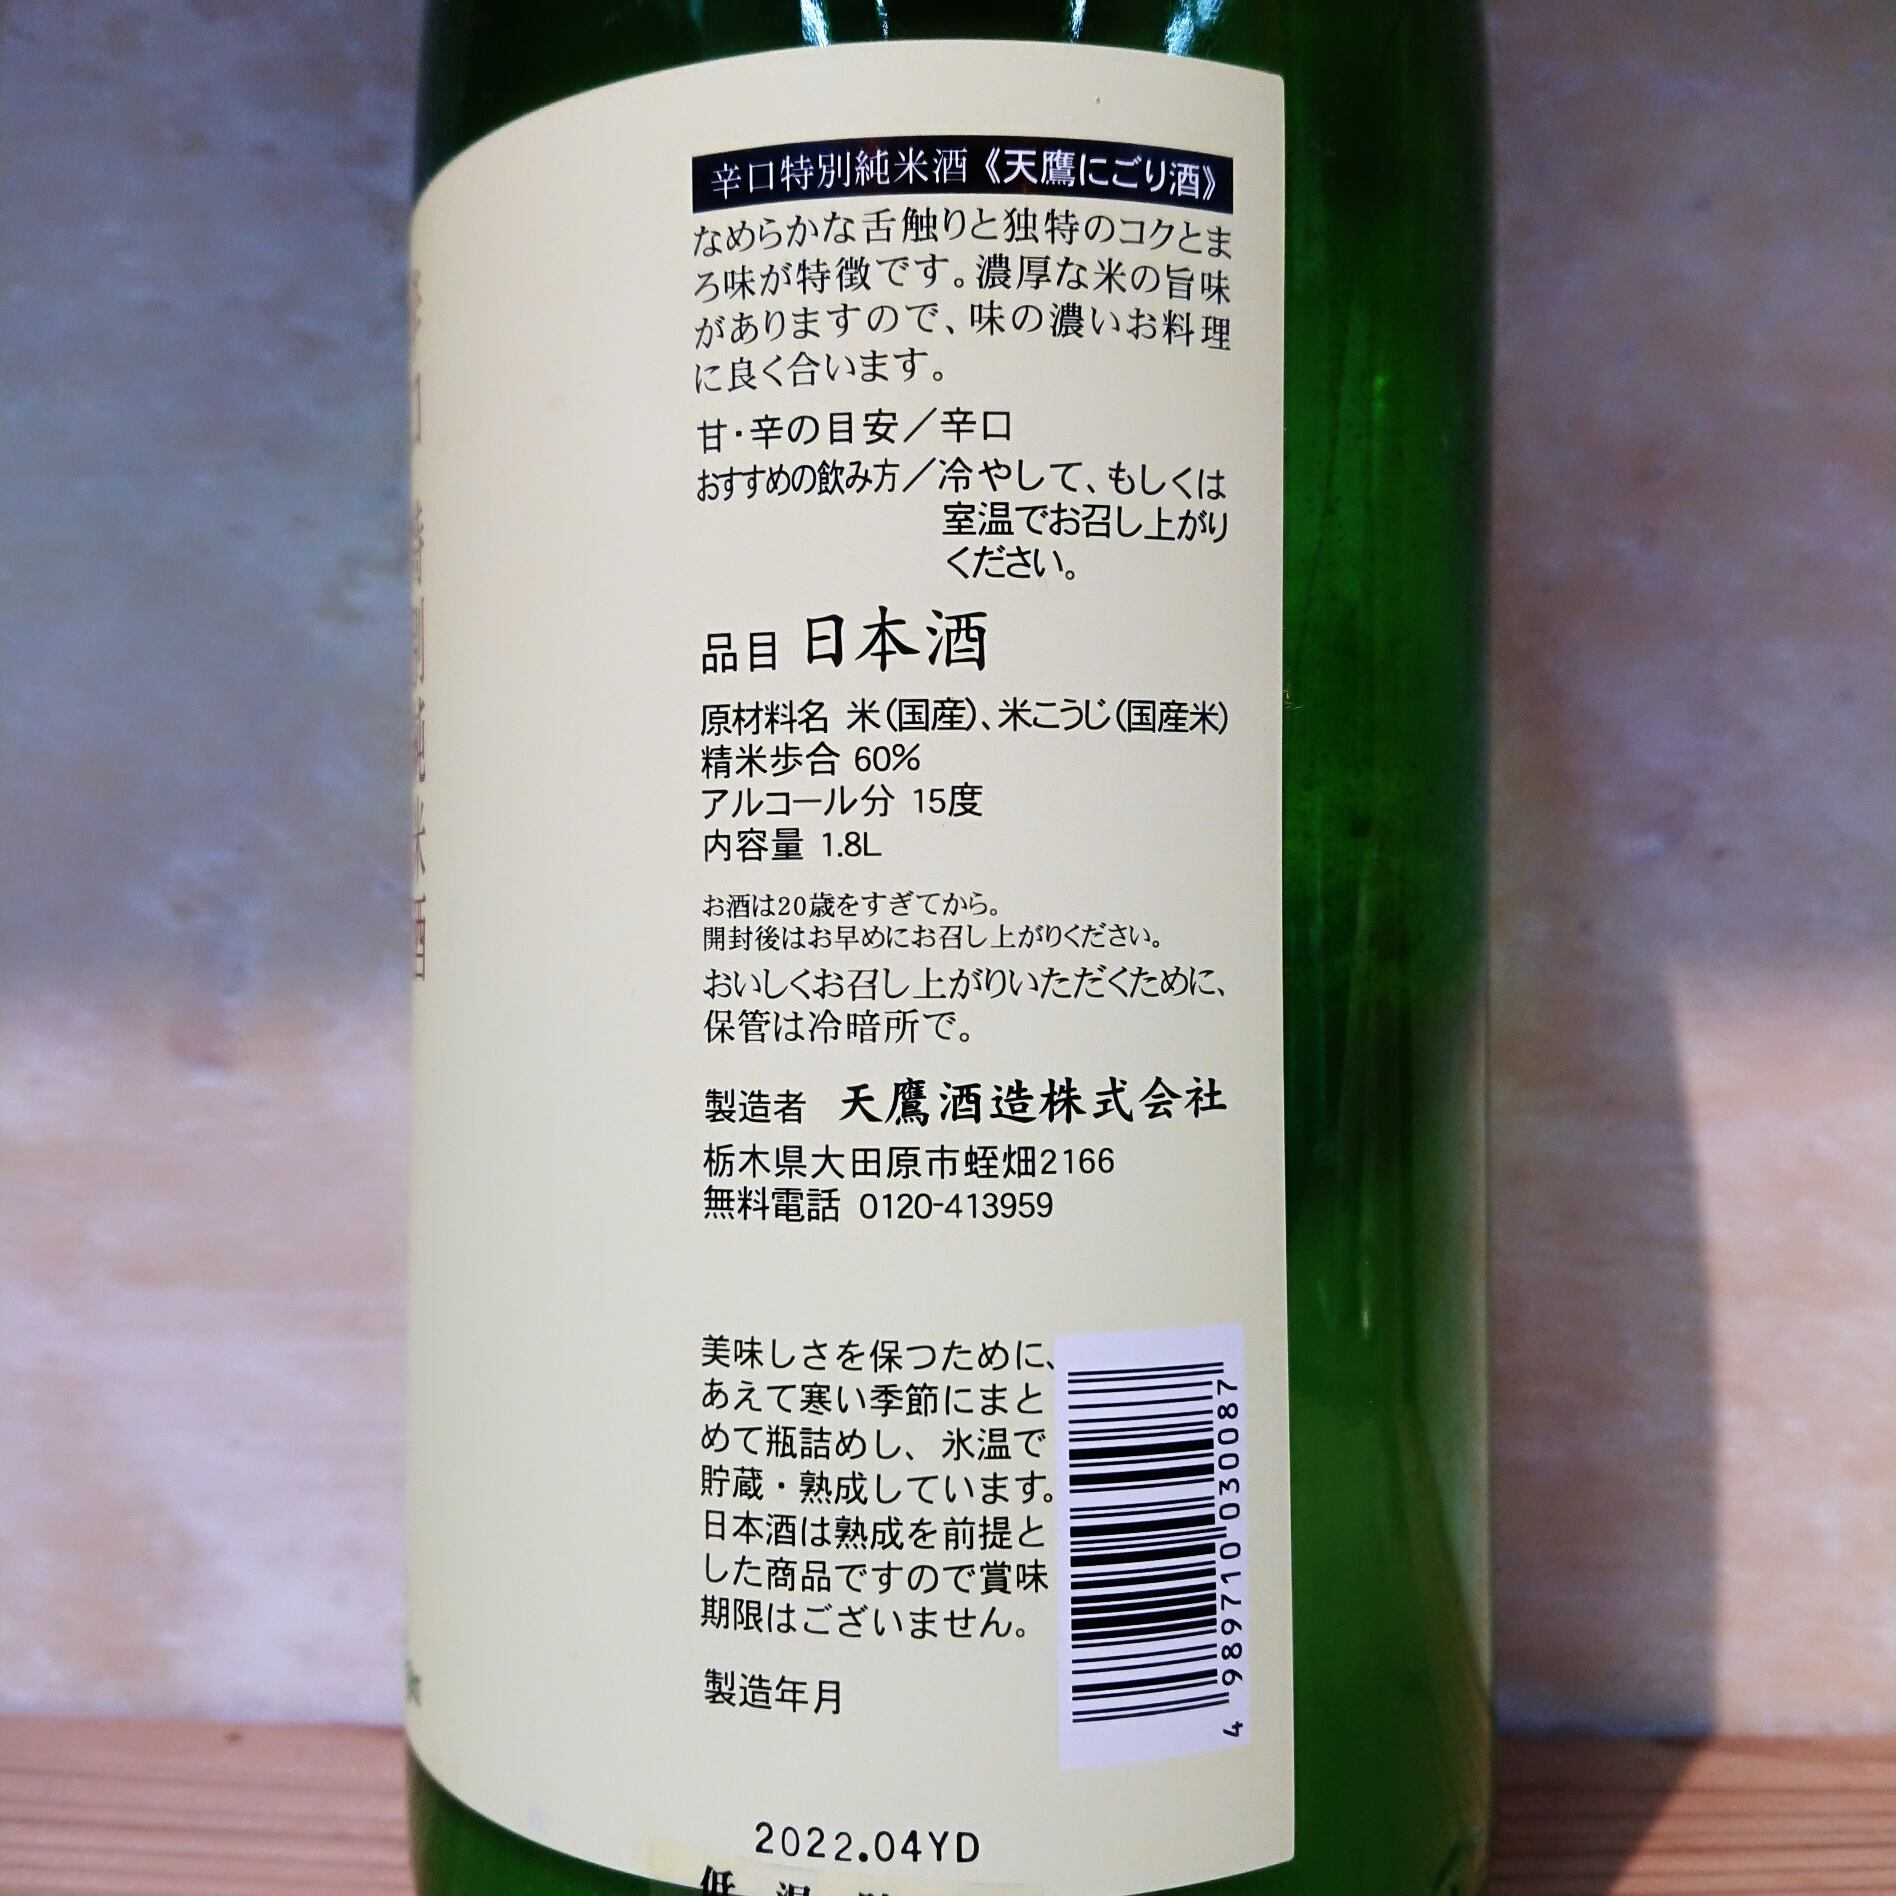 辛口特別純米酒《天鷹にごり酒》
なめらかな舌触りと独特のコクとま
ろ味が特徴です。濃厚な米の旨味
がありますので、味の濃いお料理
に良く合います。
甘・辛の目安／辛口
おすすめの飲み方／冷やして、もしくは
室温でお召し上がり
ください。
品目 日本酒
原材料名 米（国産）、米こうじ（国産米）
精米歩合 60%
アルコール分 15度
内容量 1.8L
お酒は20歳をすぎてから。
開封後はお早めにお召し上がりください。
おいしくお召し上がりいただくために、
保管は冷暗所で。
製造者 天鷹酒造株式会社
栃木県大田原市蛭畑2166
無料電話 0120-413959
美味しさを保つために、
あえて寒い季節にまと
めて瓶詰めし、氷温で
貯蔵・熟成しています。
日本酒は熟成を前提と
した商品ですので賞味
期限はございません。
4 989710 030087
製造年月
2022.04YD
特別純米酒